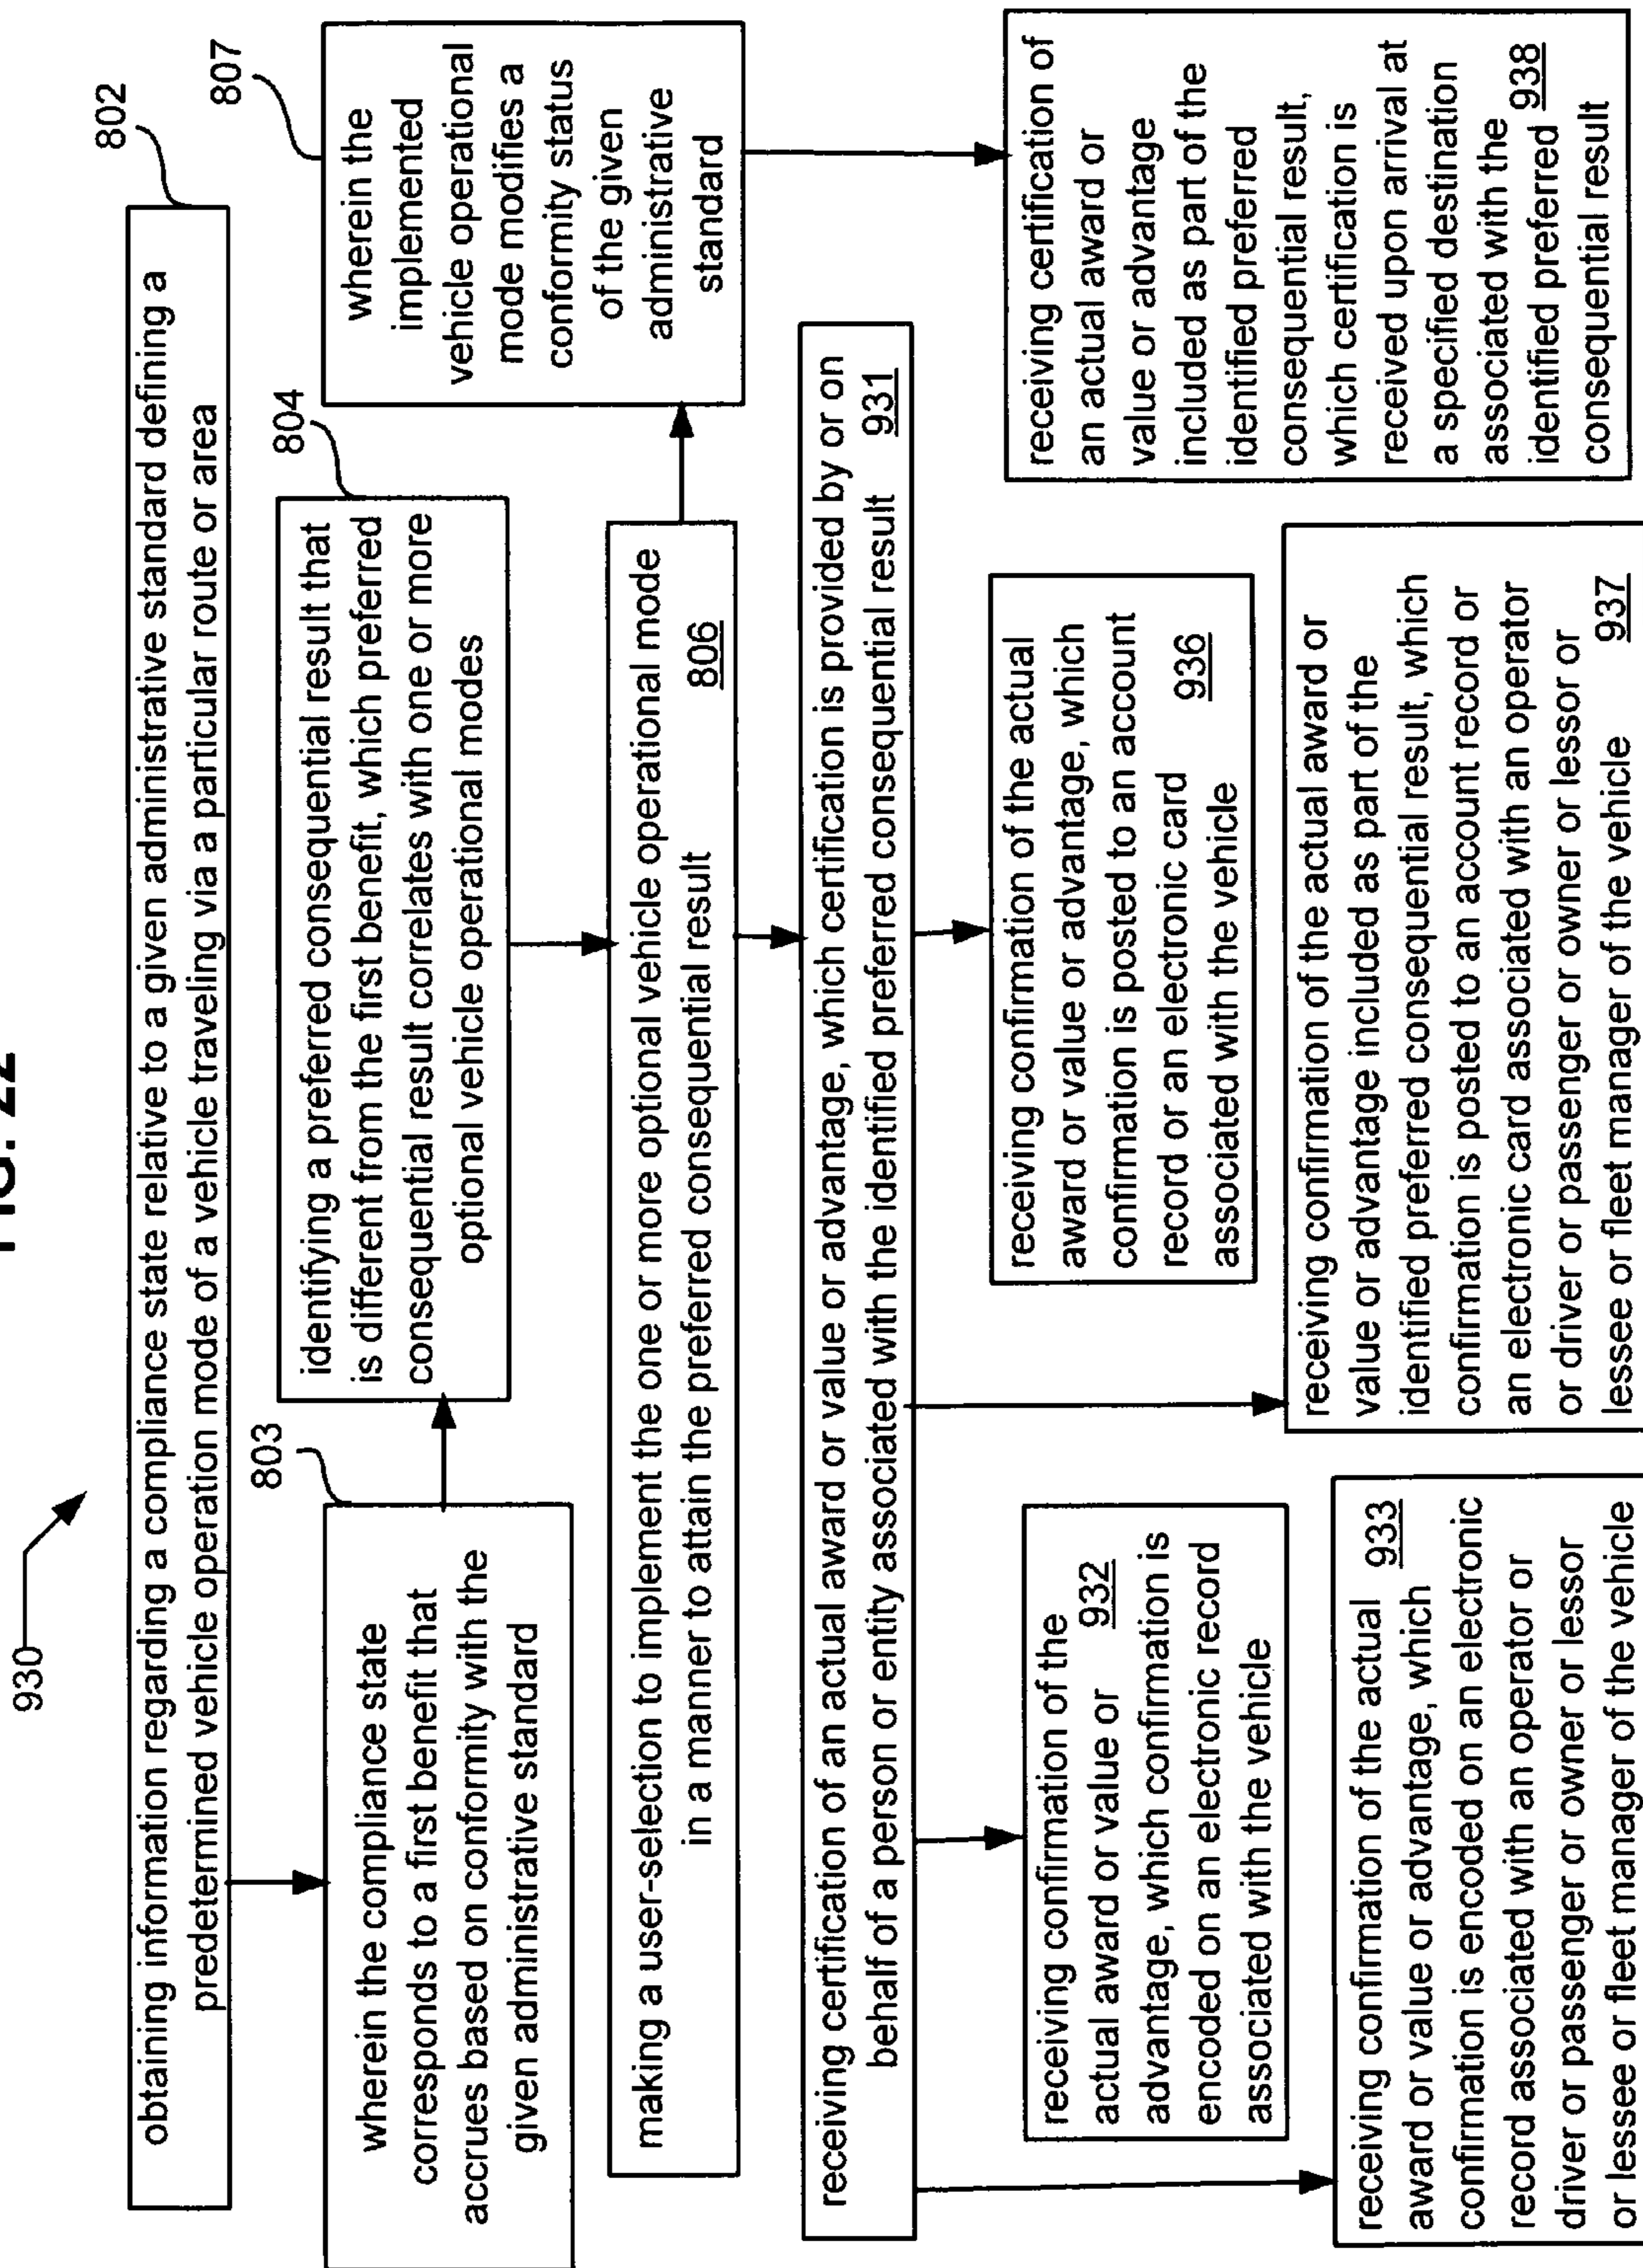 FIG. 22
930
802
obtaining information regarding a compliance state relative to a given administrative standard defining a
predetermined vehicle operation mode of a vehicle traveling via a particular route or area
803
wherein the compliance state
corresponds to a first benefit that
accrues based on conformity with the
given administrative standard
804
identifying a preferred consequential result that
is different from the first benefit, which preferred
consequential result correlates with one or more
optional vehicle operational modes
807
wherein the
implemented
vehicle operational
mode modifies a
conformity status
of the given
administrative
standard
making a user-selection to implement the one or more optional vehicle operational mode
in a manner to attain the preferred consequential result 806
receiving certification of an actual award or value or advantage, which certification is provided by or on
behalf of a person or entity associated with the identified preferred consequential result 931
receiving confirmation of the
actual award or value or 932
advantage, which confirmation is
encoded on an electronic record
associated with the vehicle
receiving confirmation of the actual 933
award or value or advantage, which
confirmation is encoded on an electronic
record associated with an operator or
driver or passenger or owner or lessor
or lessee or fleet manager of the vehicle
receiving confirmation of the actual
award or value or advantage, which
confirmation is posted to an account
record or an electronic card 936
associated with the vehicle
receiving confirmation of the actual award or
value or advantage included as part of the
identified preferred consequential result, which
confirmation is posted to an account record or
an electronic card associated with an operator
or driver or passenger or owner or lessor or
lessee or fleet manager of the vehicle 937
receiving certification of
an actual award or
value or advantage
included as part of the
identified preferred
consequential result,
which certification is
received upon arrival at
a specified destination
associated with the
identified preferred 938
consequential result